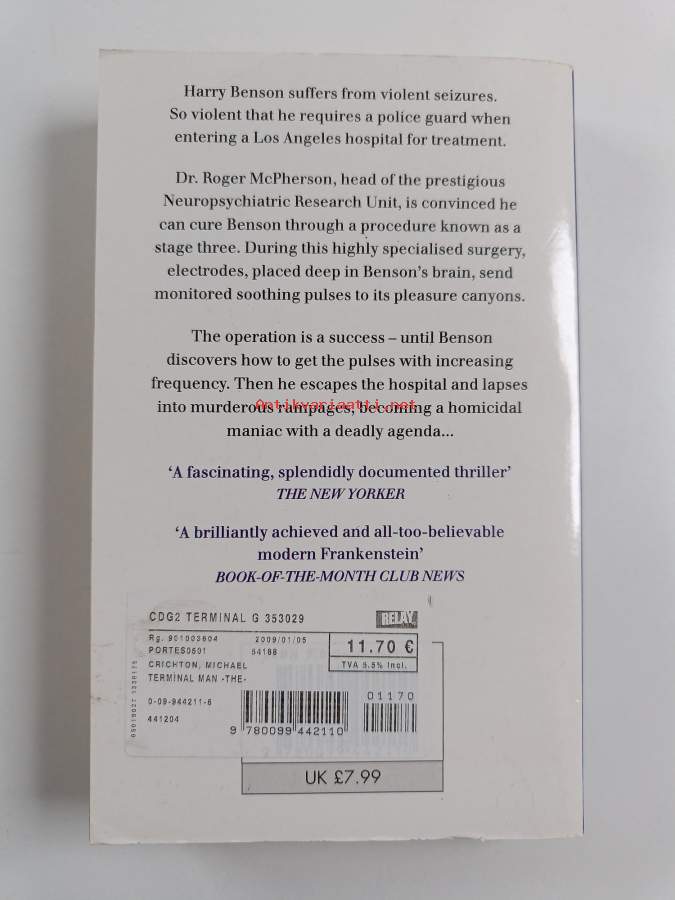 Harry Benson suffers from violent seizures.
So violent that he requires a police guard when
entering a Los Angeles hospital for treatment.
Dr. Roger McPherson, head of the prestigious
Neuropsychiatric Research Unit, is convinced he
can cure Benson through a procedure known as a
stage three. During this highly specialised surgery,
electrodes, placed deep in Benson's brain, send
monitored soothing pulses to its pleasure canyons.
The operation is a success – until Benson
discovers how to get the pulses with increasing
frequency. Then he escapes the hospital and lapses
into murderous rampages, becoming a homicidal
Antikvariaatti.net
maniac with a deadly agenda...
'A fascinating, splendidly documented thriller'
THE NEW YORKER
'A brilliantly achieved and all-too-believable
modern Frankenstein'
BOOK-OF-THE-MONTH CLUB NEWS
CDG2 TERMINAL G 353029 RELAY
Rg. 901003604 2009/01/05 11.70 €
PORTES0601 54188
TVA 5.5% Incl.
CRICHTON, MICHAEL
TERMINAL MAN -THE-
0-09-944211-6 01170
441204
9 780099 442110
UK £7.99